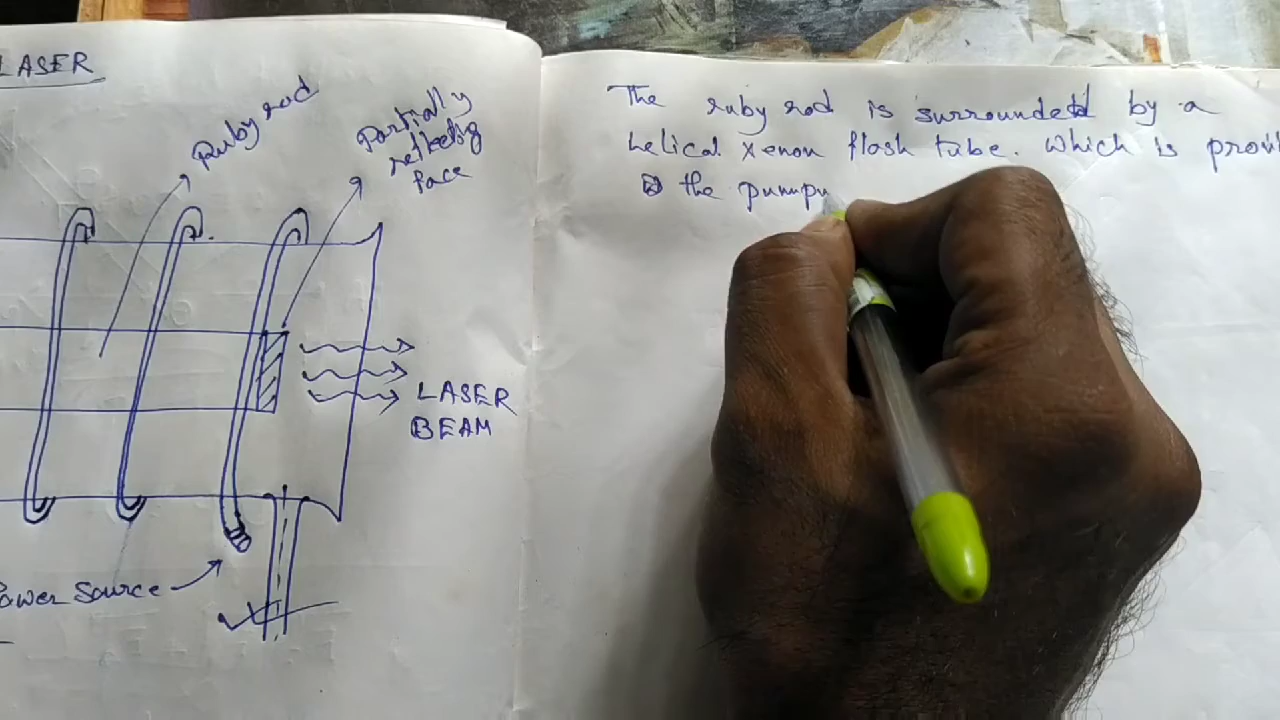 LASER
Ruby rod
Partially
reflecting
face
LASER
BEAM
Power Source
The ruby rod is surrounded by a
helical xenon flash tube. which is provi
the pumpu